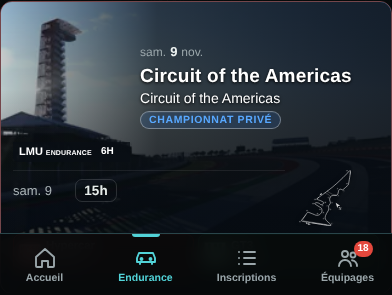 sam. 9 nov.
Circuit of the Americas
Circuit of the Americas
CHAMPIONNAT PRIVÉ
LMU ENDURANCE 6H
sam. 9 15h
18
Accueil Endurance Inscriptions Équipages